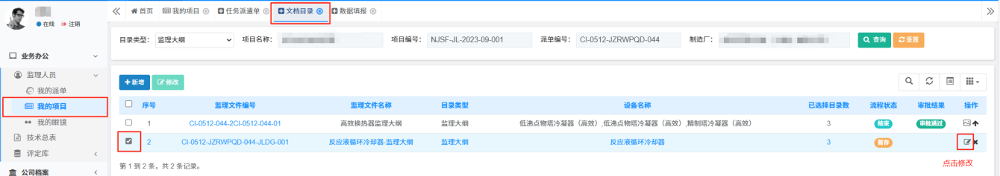 首页 我的项目 任务派遣单 文档目录 数据填报
在线 注销
目录类型: 监理大纲 项目名称: 项目编号: NJSF-JL-2023-09-001 派单编号: CI-0512-JZRWPQD-044 制造厂: 查询 重置
业务办公
监理人员
我的派单
我的项目
我的眼镜
技术总表
评定库
公司档案
+新增 修改
序号 监理文件编号 监理文件名称 目录类型 设备名称 已选择目录数 流程状态 审批结果 操作
1 CI-0512-044-2CI-0512-044-01 高效换热器监理大纲 监理大纲 低沸点物塔冷凝器（高效）,低沸点物塔冷凝器（高效）,精制塔冷凝器（高效） 3 结束 审批通过
2 CI-0512-JZRWPQD-044-JLDG-001 反应液循环冷却器-监理大纲 监理大纲 反应液循环冷却器 3 暂存
第 1 到 2 条，共 2 条记录。
点击修改